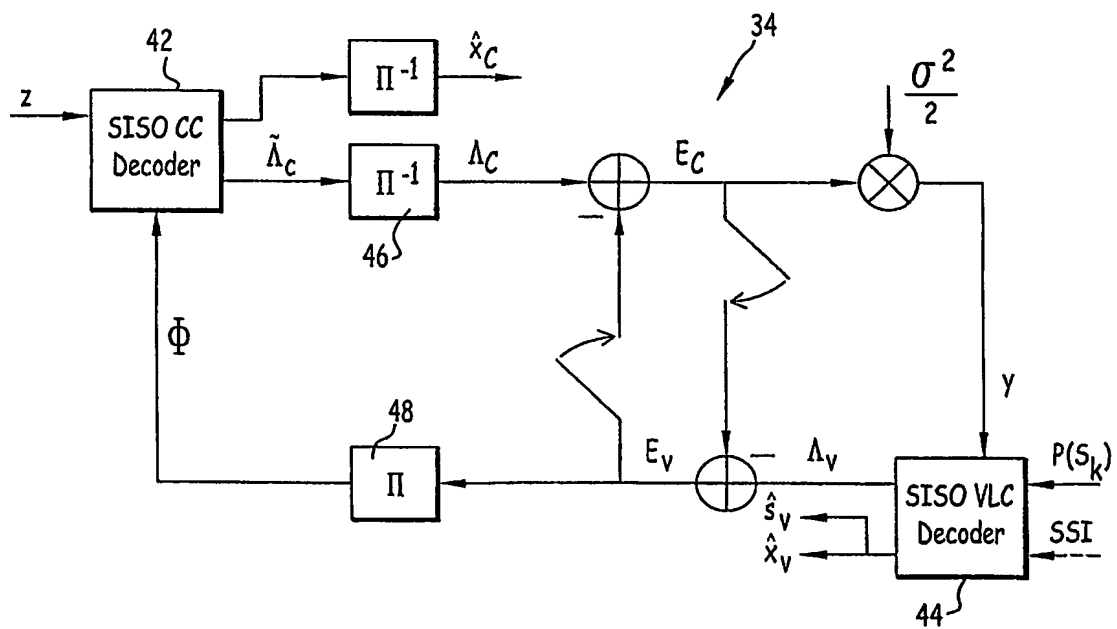 42
z
SISO CC
Decoder
Π⁻¹
x̂_C
34
σ²
2
Λ̃_c
Π⁻¹
46
Λ_C
E_C
−
Φ
y
48
Π
E_V
−
Λ_V
ŝ_V
x̂_V
SISO VLC
Decoder
P(S_k)
SSI
44